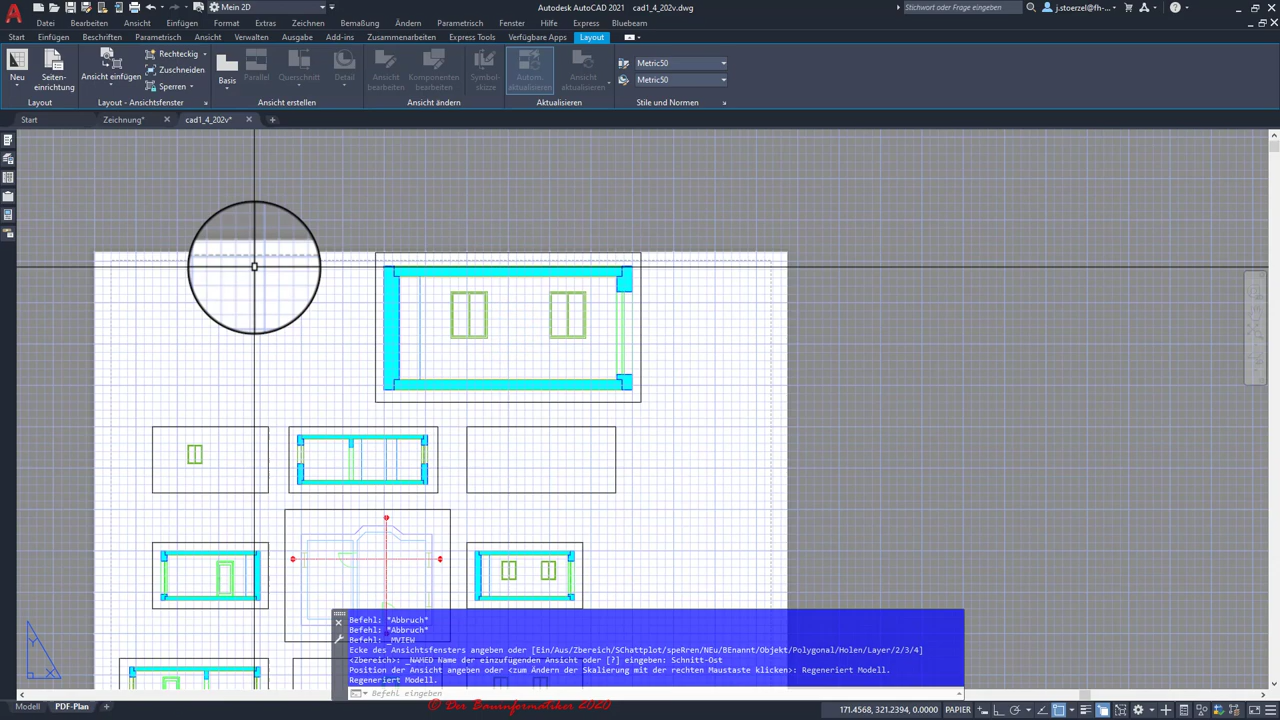 Mein 2D
Autodesk AutoCAD 2021 cad1_4_202v.dwg
Stichwort oder Frage eingeben
j.stoerzel@fh-...
Datei Bearbeiten Ansicht Einfügen Format Extras Zeichnen Bemaßung Ändern Parametrisch Fenster Hilfe Express Bluebeam
Start Einfügen Beschriften Parametrisch Ansicht Verwalten Ausgabe Add-ins Zusammenarbeiten Express Tools Verfügbare Apps Layout
Neu
Seiten-
einrichtung
Ansicht einfügen
Rechteckig
Zuschneiden
Sperren
Basis
Parallel
Querschnitt
Detail
Ansicht
bearbeiten
Komponenten
bearbeiten
Symbol-
skizze
Autom.
aktualisieren
Ansicht
aktualisieren
Metric50
Metric50
Layout Layout - Ansichtsfenster Ansicht erstellen Ansicht ändern Aktualisieren Stile und Normen
Start Zeichnung* cad1_4_202v*
Befehl: *Abbruch*
Befehl: *Abbruch*
Befehl: _MVIEW
Ecke des Ansichtsfensters angeben oder [Ein/Aus/Zbereich/SChattplot/speRren/NEu/BEnannt/Objekt/Polygonal/Holen/Layer/2/3/4]
<Zbereich>: _NAMED Name der einzufügenden Ansicht oder [?] eingeben: Schnitt-Ost
Position der Ansicht angeben oder <zum Ändern der Skalierung mit der rechten Maustaste klicken>: Regeneriert Modell.
Regeneriert Modell.
Befehl eingeben
Y
X
Modell PDF-Plan
© Der Bauinformatiker 2020
171.4568, 321.2394, 0.0000 PAPIER